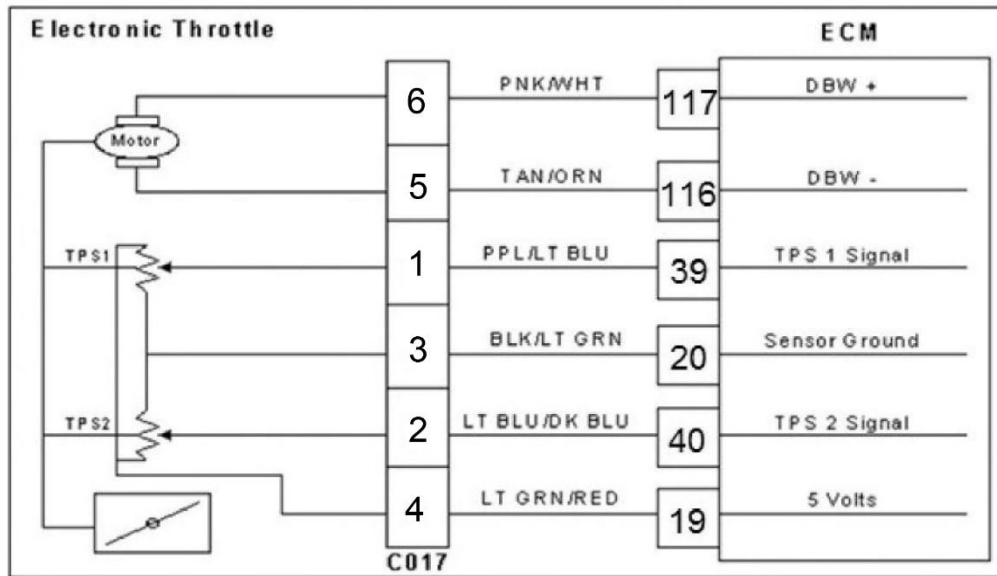 Electronic Throttle
ECM
6 PNK/WHT 117 DBW +
Motor
5 TAN/ORN 116 DBW -
TPS1 1 PPL/LT BLU 39 TPS 1 Signal
3 BLK/LT GRN 20 Sensor Ground
TPS2 2 LT BLU/DK BLU 40 TPS 2 Signal
4 LT GRN/RED 19 5 Volts
C017